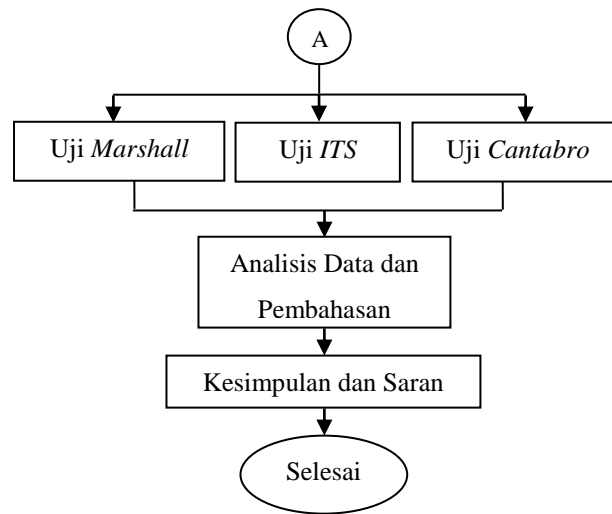 A
Uji Marshall
Uji ITS
Uji Cantabro
Analisis Data dan
Pembahasan
Kesimpulan dan Saran
Selesai